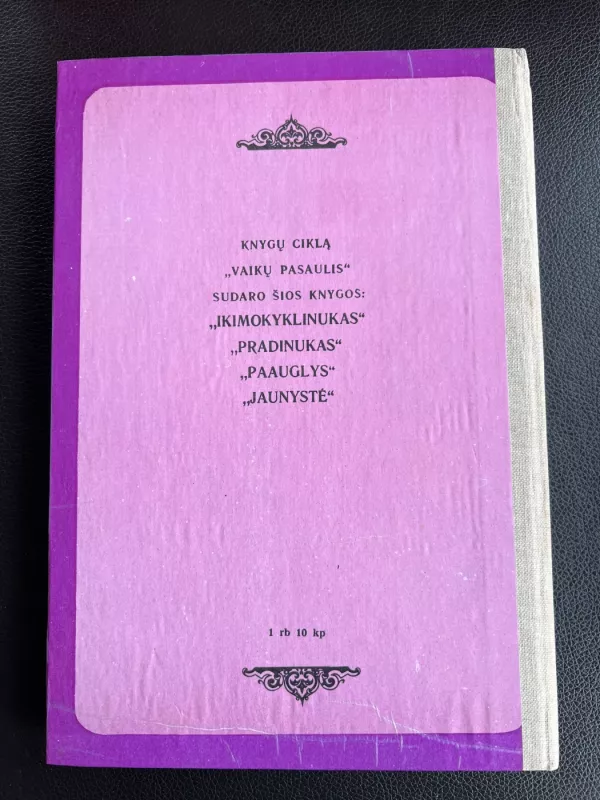 KNYGŲ CIKLĄ
„VAIKŲ PASAULIS“
SUDARO ŠIOS KNYGOS:
„IKIMOKYKLINUKAS“
„PRADINUKAS“
„PAAUGLYS“
„JAUNYSTĖ“
1 rb 10 kp